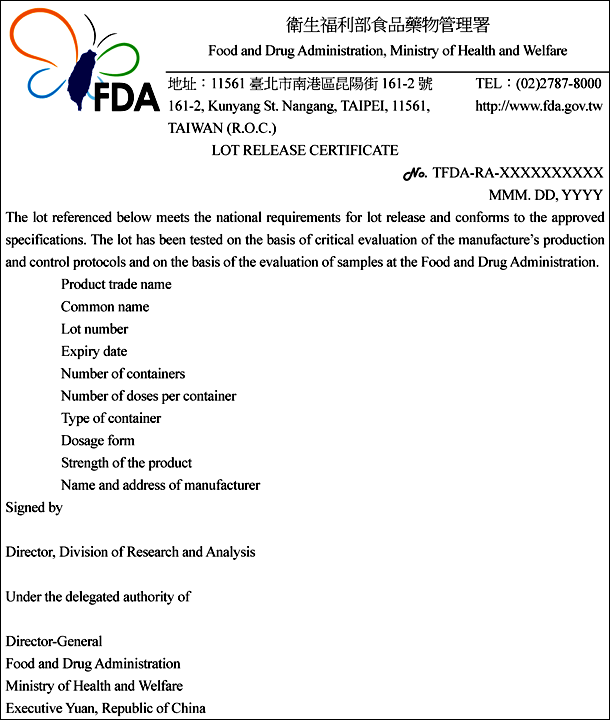 衛生福利部食品藥物管理署
Food and Drug Administration, Ministry of Health and Welfare
FDA
地址：11561 臺北市南港區昆陽街 161-2 號
TEL：(02)2787-8000
161-2, Kunyang St. Nangang, TAIPEI, 11561,
http://www.fda.gov.tw
TAIWAN (R.O.C.)
LOT RELEASE CERTIFICATE
No. TFDA-RA-XXXXXXXXXX
MMM. DD, YYYY
The lot referenced below meets the national requirements for lot release and conforms to the approved
specifications. The lot has been tested on the basis of critical evaluation of the manufacture's production
and control protocols and on the basis of the evaluation of samples at the Food and Drug Administration.
Product trade name
Common name
Lot number
Expiry date
Number of containers
Number of doses per container
Type of container
Dosage form
Strength of the product
Name and address of manufacturer
Signed by
Director, Division of Research and Analysis
Under the delegated authority of
Director-General
Food and Drug Administration
Ministry of Health and Welfare
Executive Yuan, Republic of China